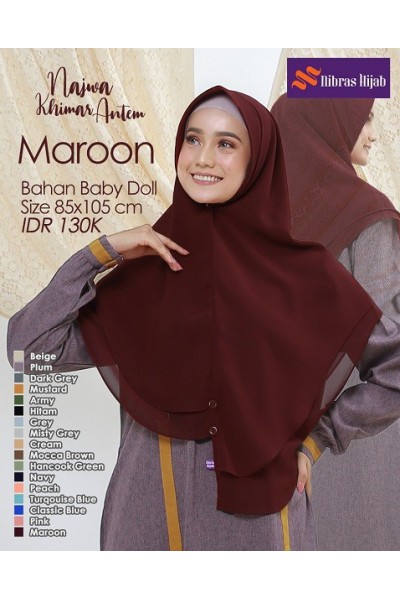 Nibras Hijab
Najwa
Khimar Antem
Maroon
Bahan Baby Doll
Size 85x105 cm
IDR 130K
Beige
Plum
Dark Grey
Mustard
Army
Hitam
Grey
Misty Grey
Cream
Mocca Brown
Hancook Green
Navy
Peach
Turqouise Blue
Classic Blue
Pink
Maroon